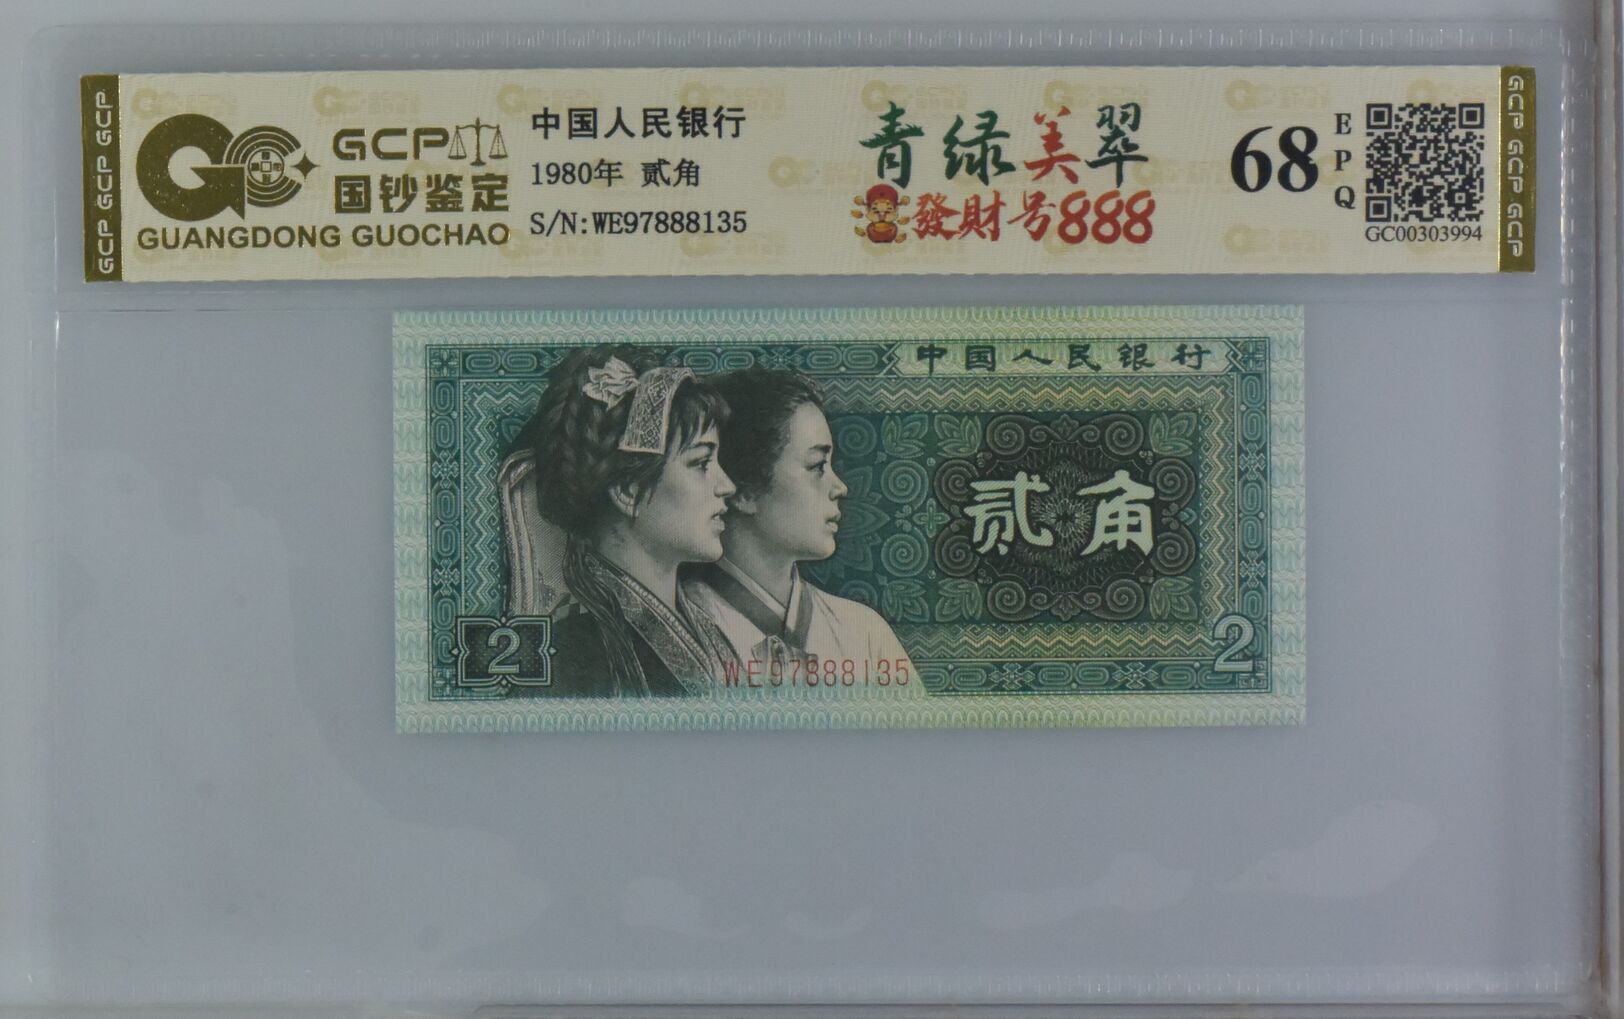 GCP
国钞鉴定
GUANGDONG GUOCHAO
中国人民银行
1980年 贰角
S/N:WE97888135
青绿美翠
發財号888
68
EPQ
GC00303994
GCP GCP GCP
GCP GCP GCP
中国人民银行
贰角
2
2
WE97888135